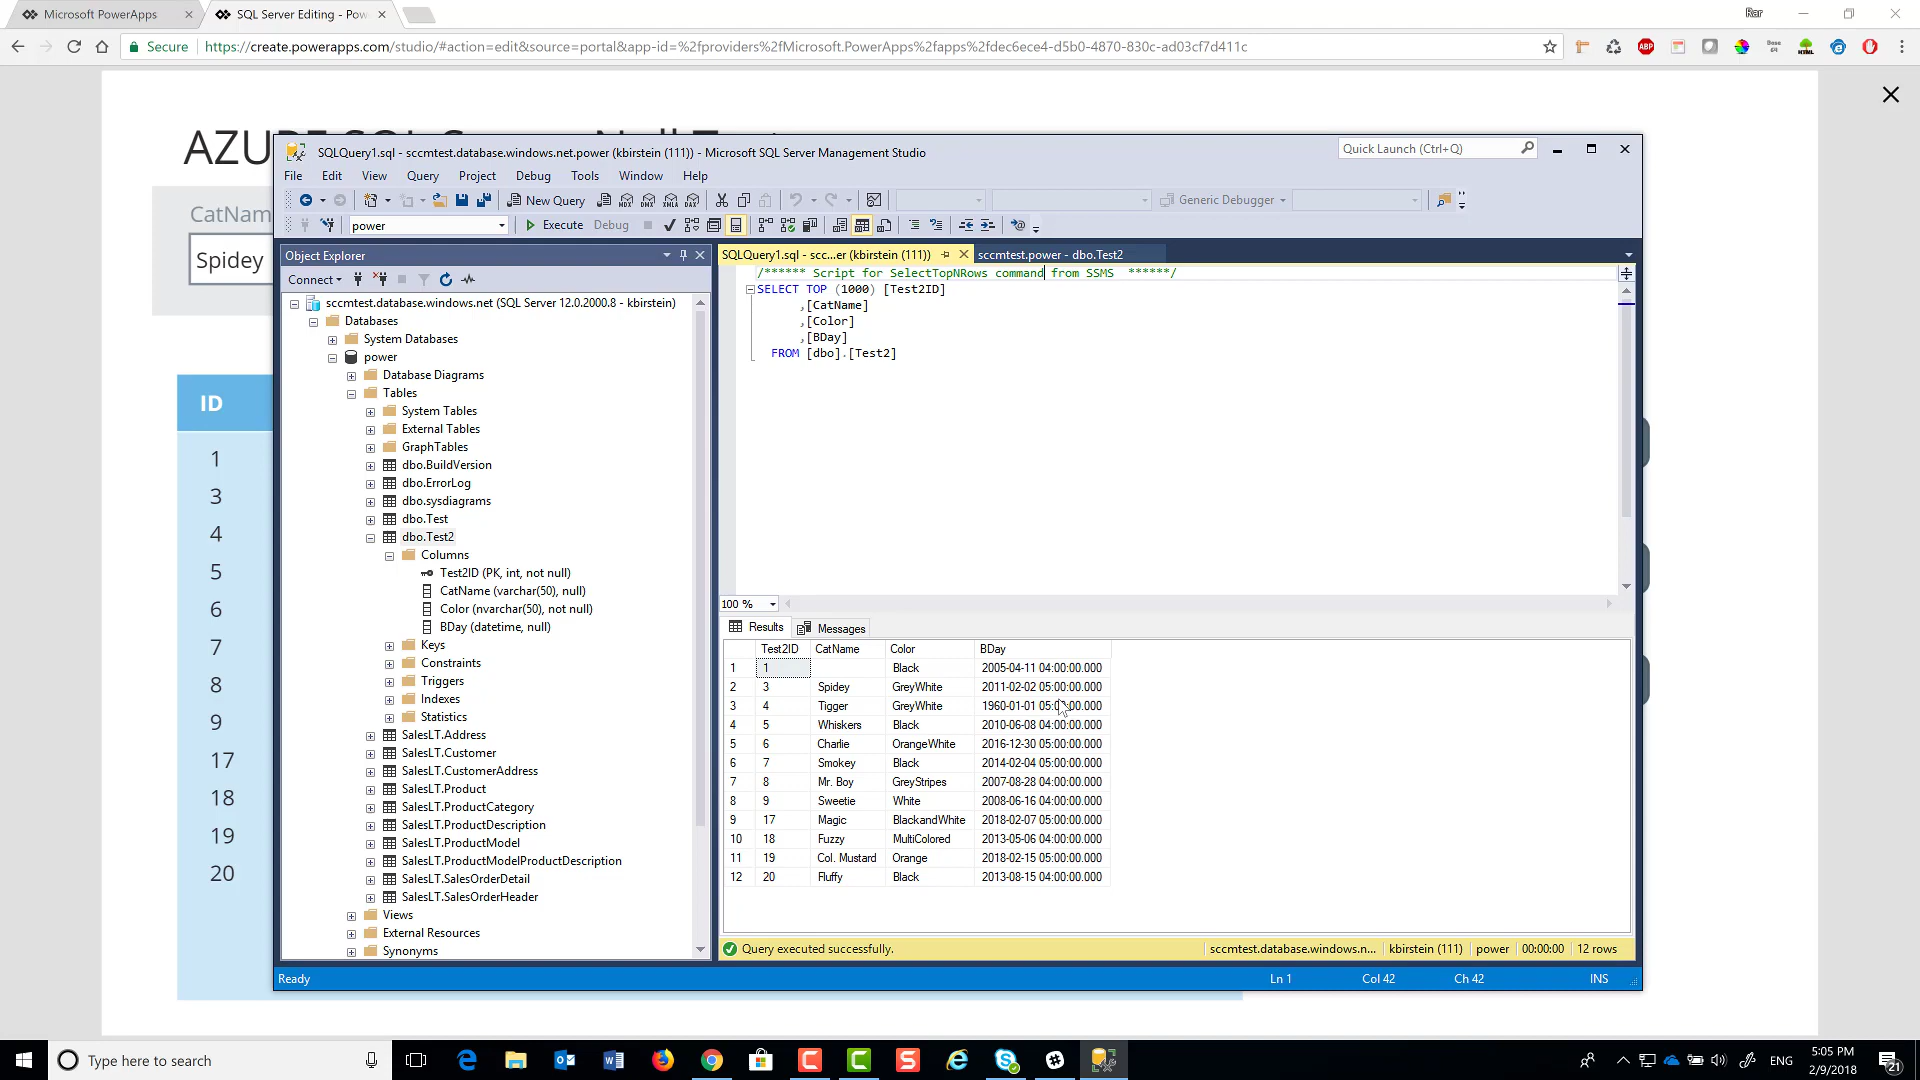 Microsoft PowerApps
SQL Server Editing - Pow
Rar
Secure
https://create.powerapps.com/studio/#action=edit&source=portal&app-id=%2fproviders%2fMicrosoft.PowerApps%2fapps%2fdec6ece4-d5b0-4870-830c-ad03cf7d411c
ABP
AZU
CatNam
Spidey
ID
1
3
4
5
6
7
8
9
17
18
19
20
SQLQuery1.sql - sccmtest.database.windows.net.power (kbirstein (111)) - Microsoft SQL Server Management Studio
Quick Launch (Ctrl+Q)
File Edit View Query Project Debug Tools Window Help
New Query
Generic Debugger
power
Execute Debug
Object Explorer
Connect
sccmtest.database.windows.net (SQL Server 12.0.2000.8 - kbirstein)
Databases
System Databases
power
Database Diagrams
Tables
System Tables
External Tables
GraphTables
dbo.BuildVersion
dbo.ErrorLog
dbo.sysdiagrams
dbo.Test
dbo.Test2
Columns
Test2ID (PK, int, not null)
CatName (varchar(50), null)
Color (nvarchar(50), not null)
BDay (datetime, null)
Keys
Constraints
Triggers
Indexes
Statistics
SalesLT.Address
SalesLT.Customer
SalesLT.CustomerAddress
SalesLT.Product
SalesLT.ProductCategory
SalesLT.ProductDescription
SalesLT.ProductModel
SalesLT.ProductModelProductDescription
SalesLT.SalesOrderDetail
SalesLT.SalesOrderHeader
Views
External Resources
Synonyms
SQLQuery1.sql - scc...er (kbirstein (111))
sccmtest.power - dbo.Test2
/****** Script for SelectTopNRows command from SSMS ******/
SELECT TOP (1000) [Test2ID]
,[CatName]
,[Color]
,[BDay]
FROM [dbo].[Test2]
100 %
Results Messages
Test2ID CatName Color BDay
1 1 Black 2005-04-11 04:00:00.000
2 3 Spidey GreyWhite 2011-02-02 05:00:00.000
3 4 Tigger GreyWhite 1960-01-01 05:00:00.000
4 5 Whiskers Black 2010-06-08 04:00:00.000
5 6 Charlie OrangeWhite 2016-12-30 05:00:00.000
6 7 Smokey Black 2014-02-04 05:00:00.000
7 8 Mr. Boy GreyStripes 2007-08-28 04:00:00.000
8 9 Sweetie White 2008-06-16 04:00:00.000
9 17 Magic BlackandWhite 2018-02-07 05:00:00.000
10 18 Fuzzy MultiColored 2013-05-06 04:00:00.000
11 19 Col. Mustard Orange 2018-02-15 05:00:00.000
12 20 Fluffy Black 2013-08-15 04:00:00.000
Query executed successfully.
sccmtest.database.windows.n... kbirstein (111) power 00:00:00 12 rows
Ready
Ln 1 Col 42 Ch 42 INS
Type here to search
ENG
5:05 PM
2/9/2018
21